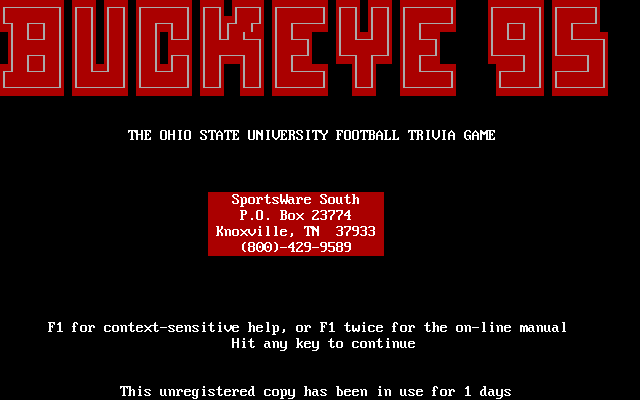 BUCKEYE 95
THE OHIO STATE UNIVERSITY FOOTBALL TRIVIA GAME
SportsWare South
P.O. Box 23774
Knoxville, TN  37933
(800)-429-9589
F1 for context-sensitive help, or F1 twice for the on-line manual
Hit any key to continue
This unregistered copy has been in use for 1 days